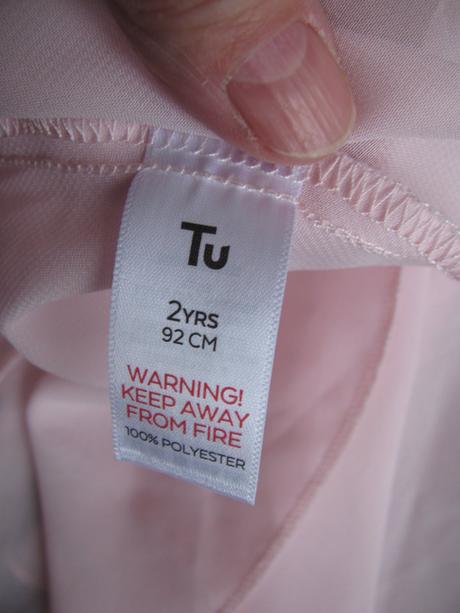 Tu
2YRS
92 CM
WARNING!
KEEP AWAY
FROM FIRE
100% POLYESTER